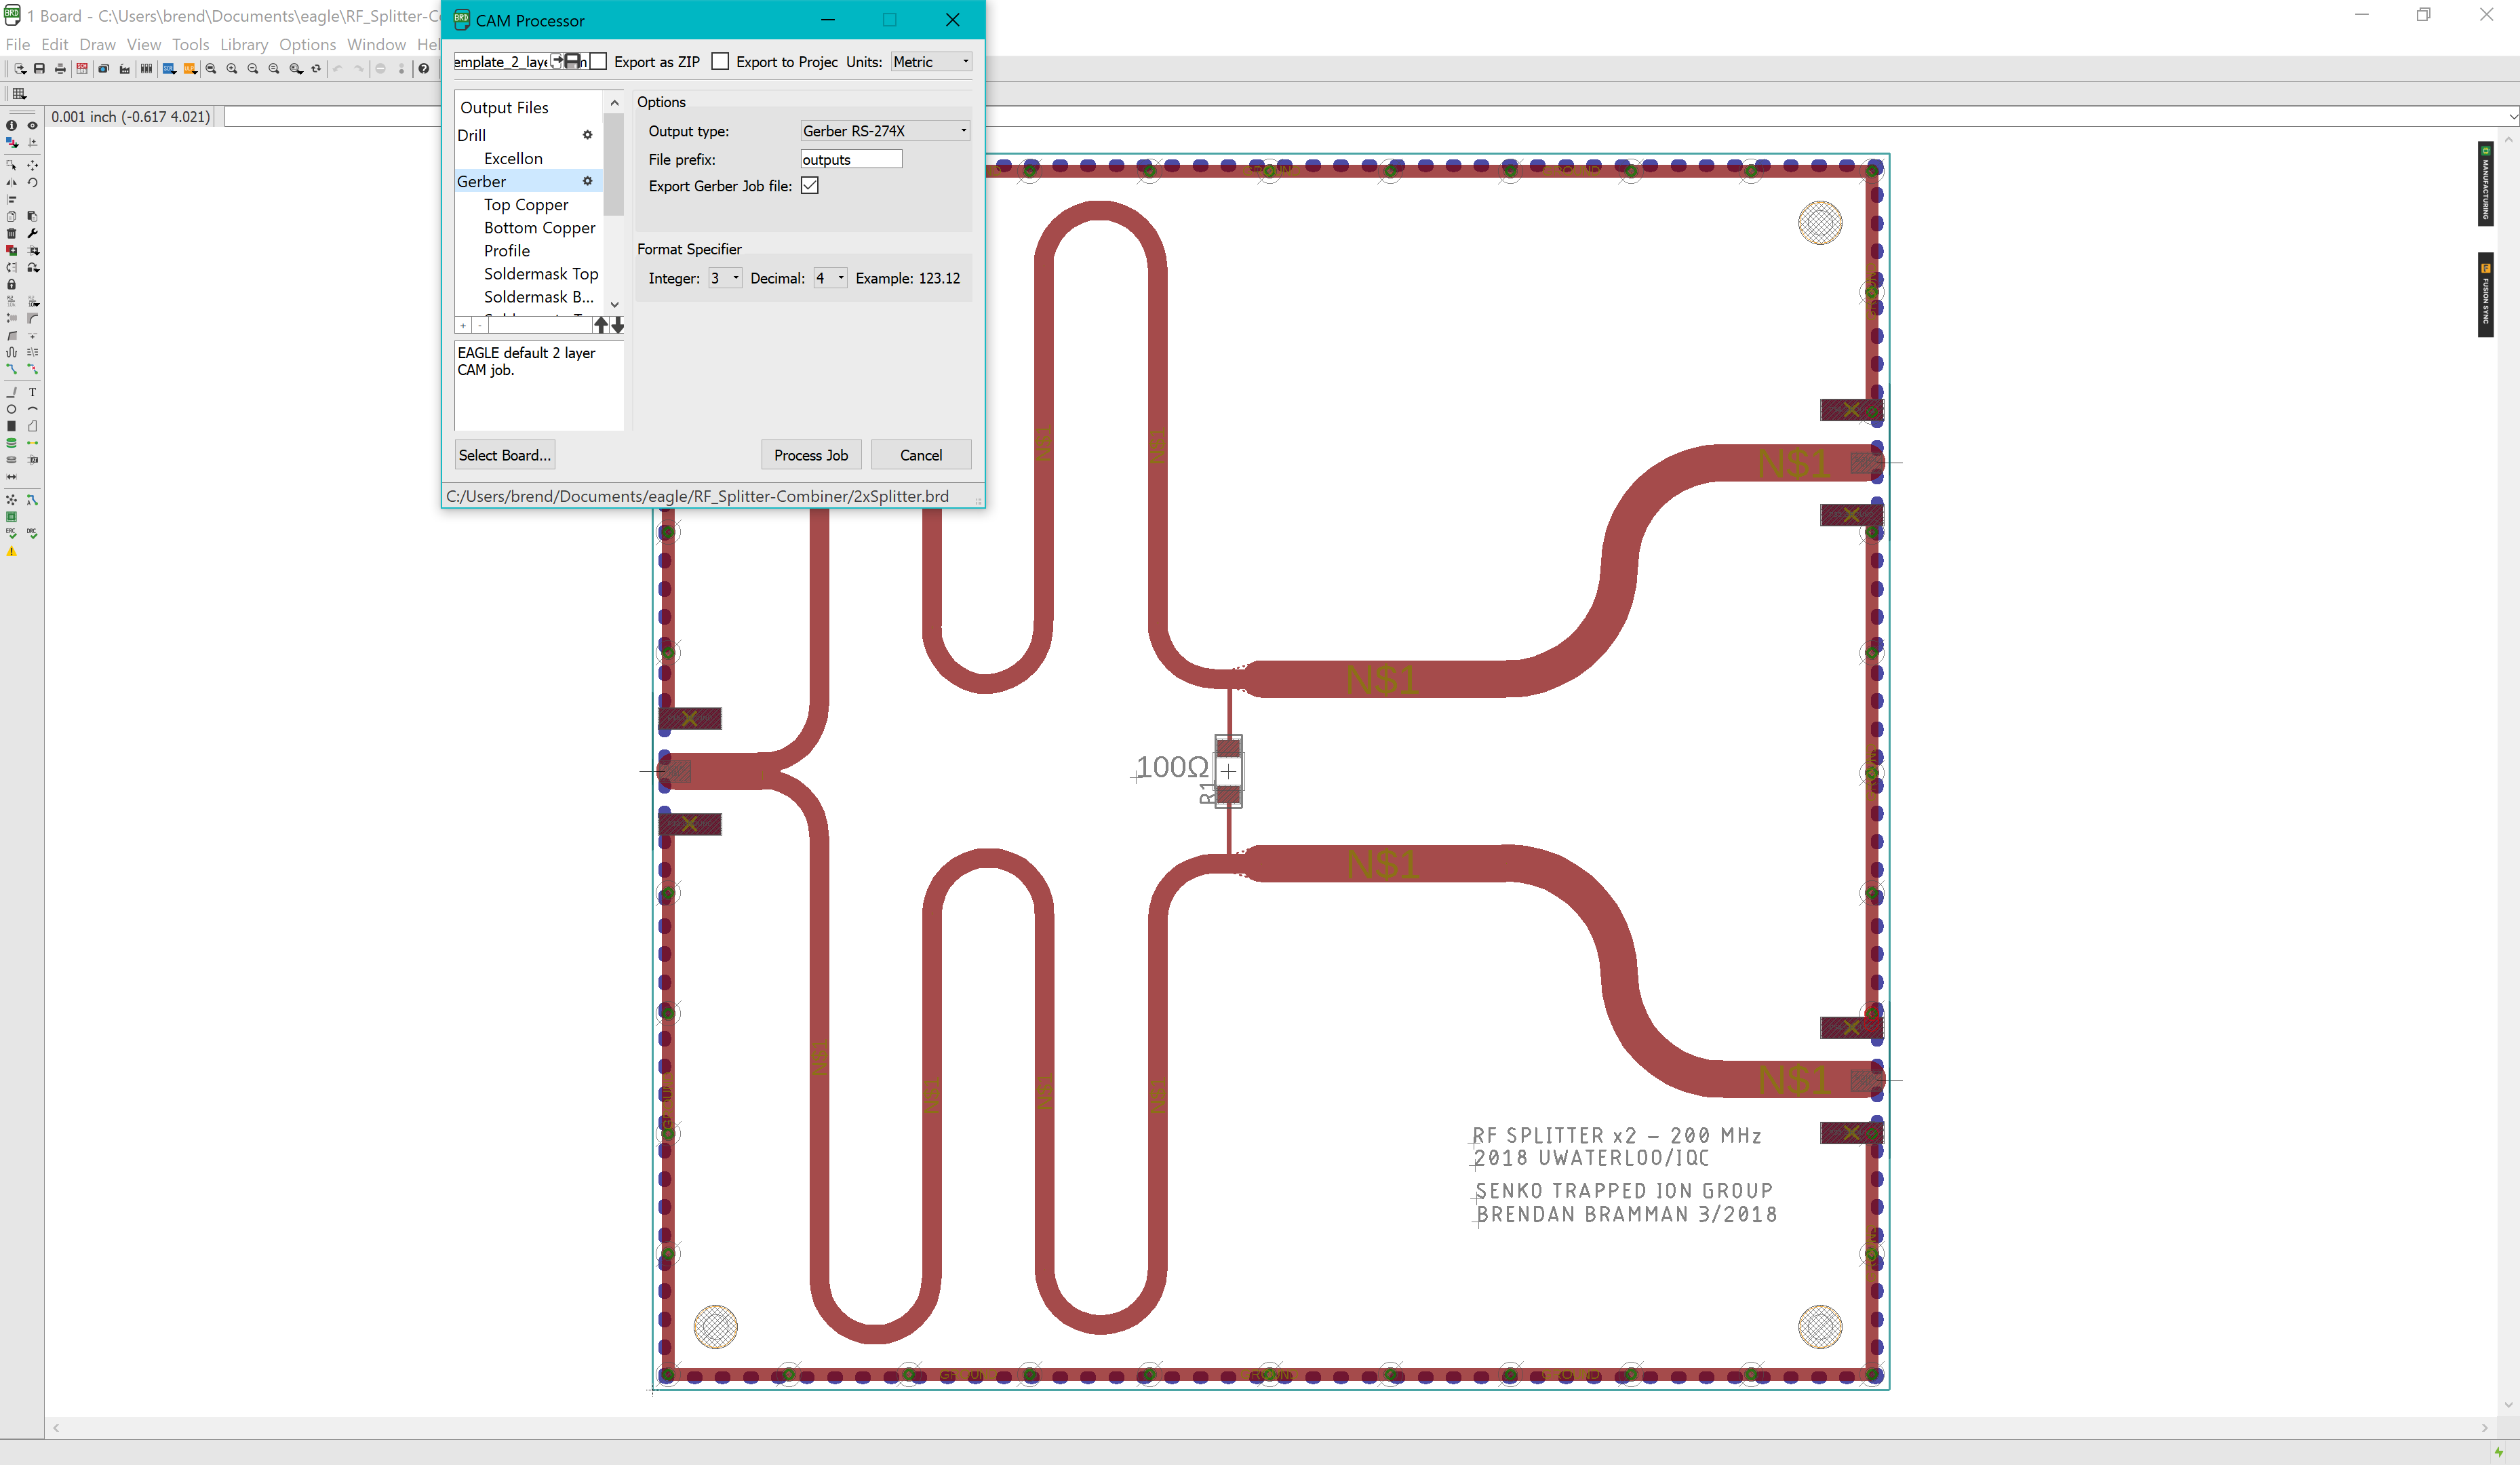 1 Board - C:\Users\brend\Documents\eagle\RF_Splitter-C
File Edit Draw View Tools Library Options Window Hel
0.001 inch (-0.617 4.021)
CAM Processor
emplate_2_laye
Export as ZIP
Export to Projec
Units: Metric
Output Files
Drill
Excellon
Gerber
Top Copper
Bottom Copper
Profile
Soldermask Top
Soldermask B...
+ -
EAGLE default 2 layer
CAM job.
Options
Output type: Gerber RS-274X
File prefix: outputs
Export Gerber Job file:
Format Specifier
Integer: 3 Decimal: 4 Example: 123.12
Select Board... Process Job Cancel
C:/Users/brend/Documents/eagle/RF_Splitter-Combiner/2xSplitter.brd
MANUFACTURING
FUSION SYNC
N$1
N$1
N$1
N$1
100Ω
R1
N$1
N$1
N$1
N$1
N$1
N$1
RF SPLITTER x2 – 200 MHz
2018 UWATERLOO/IQC
SENKO TRAPPED ION GROUP
BRENDAN BRAMMAN 3/2018
GROUND
GROUND
GROUND